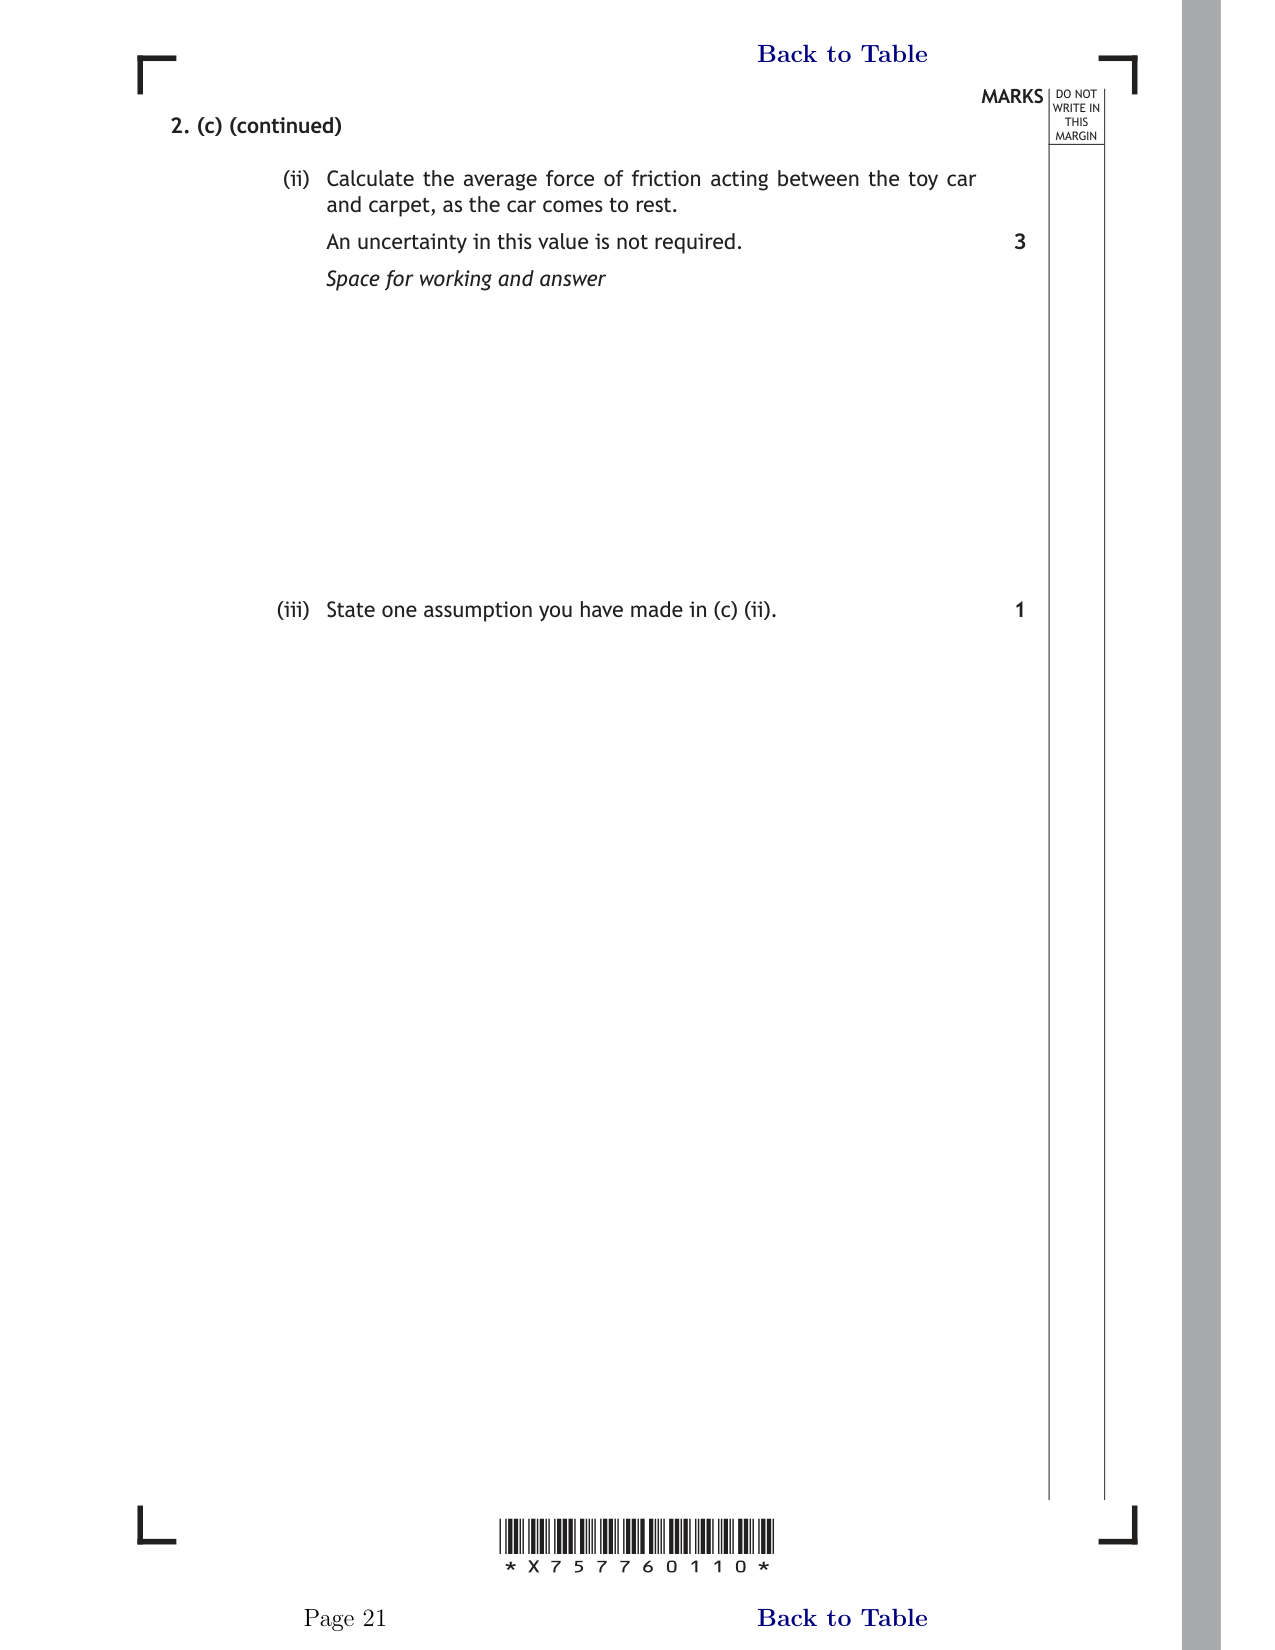 Back to Table
MARKS
DO NOT
WRITE IN
THIS
MARGIN
2. (c) (continued)
(ii) Calculate the average force of friction acting between the toy car
and carpet, as the car comes to rest.
An uncertainty in this value is not required. 3
Space for working and answer
(iii) State one assumption you have made in (c) (ii). 1
*X757760110*
Page 21
Back to Table